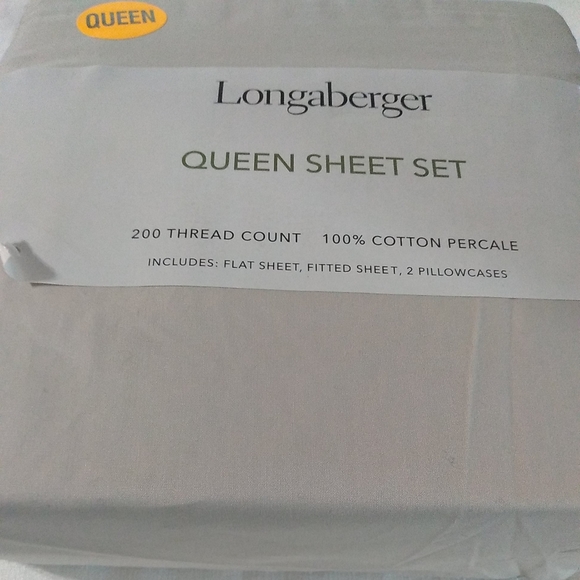 QUEEN
Longaberger
QUEEN SHEET SET
200 THREAD COUNT 100% COTTON PERCALE
INCLUDES: FLAT SHEET, FITTED SHEET, 2 PILLOWCASES